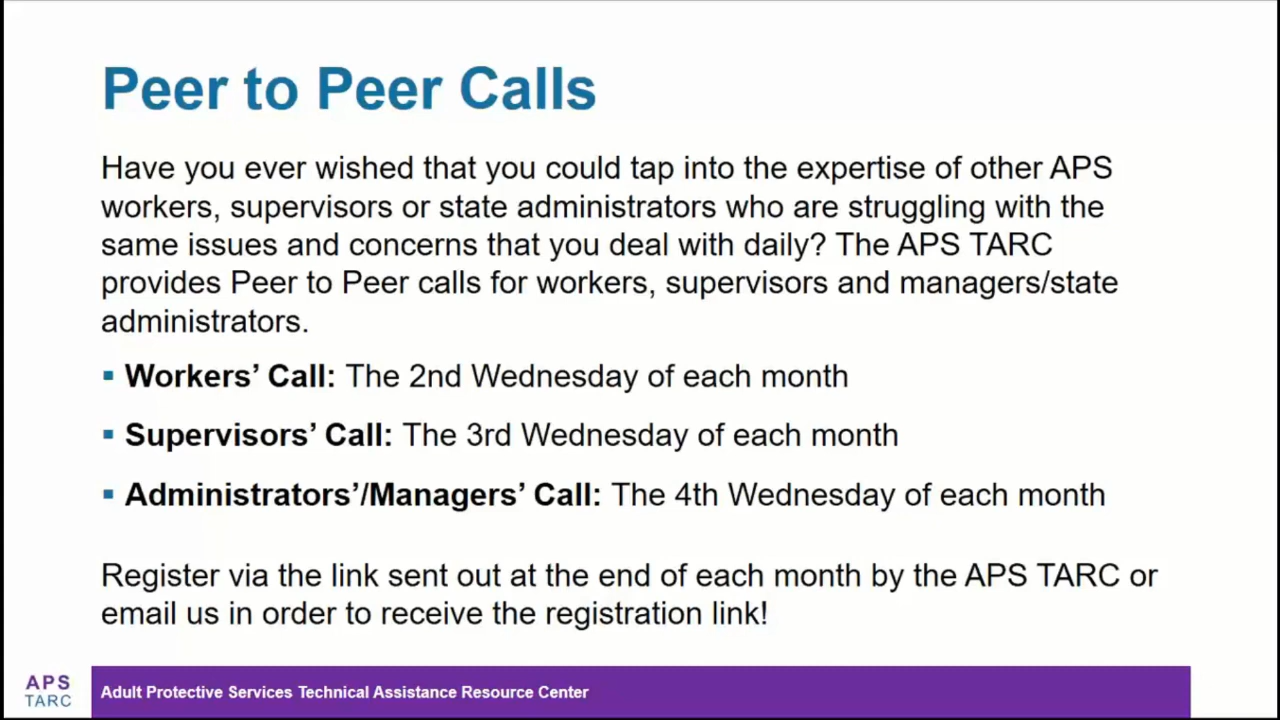 Peer to Peer Calls
Have you ever wished that you could tap into the expertise of other APS
workers, supervisors or state administrators who are struggling with the
same issues and concerns that you deal with daily? The APS TARC
provides Peer to Peer calls for workers, supervisors and managers/state
administrators.
▪ Workers’ Call: The 2nd Wednesday of each month
▪ Supervisors’ Call: The 3rd Wednesday of each month
▪ Administrators’/Managers’ Call: The 4th Wednesday of each month
Register via the link sent out at the end of each month by the APS TARC or
email us in order to receive the registration link!
APS
TARC
Adult Protective Services Technical Assistance Resource Center